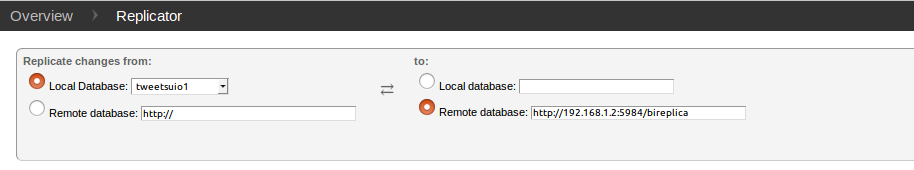 Overview Replicator
Replicate changes from: to:
Local Database: tweetsuio1 Local database:
Remote database: http:// Remote database: http://192.168.1.2:5984/bireplica